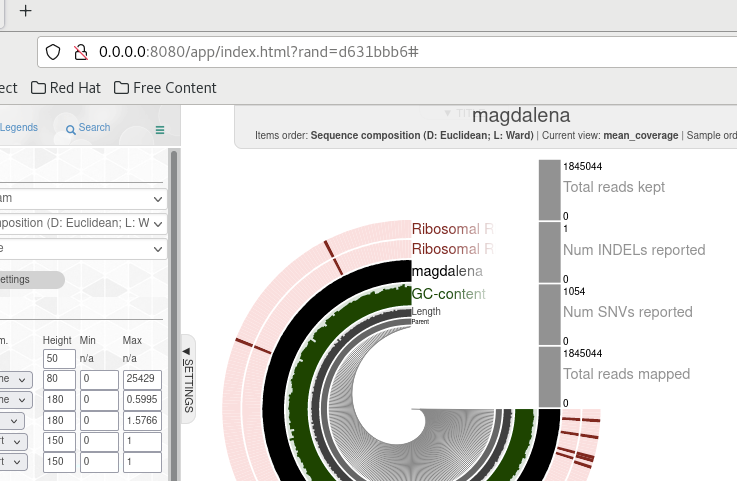 +
0.0.0.0:8080/app/index.html?rand=d631bbb6#
ect Red Hat Free Content
Legends Search
magdalena
Items order: Sequence composition (D: Euclidean; L: Ward) | Current view: mean_coverage | Sample ord
am
position (D: Euclidean; L: W
e
ettings
m. Height Min Max
50 n/a n/a
ne 80 0 25429
ne 180 0 0.5995
180 0 1.5766
rt 150 0 1
rt 150 0 1
◀ SETTINGS
Ribosomal R
Ribosomal R
magdalena
GC-content
Length
Parent
1845044
Total reads kept
0
1
Num INDELs reported
0
1054
Num SNVs reported
0
1845044
Total reads mapped
0